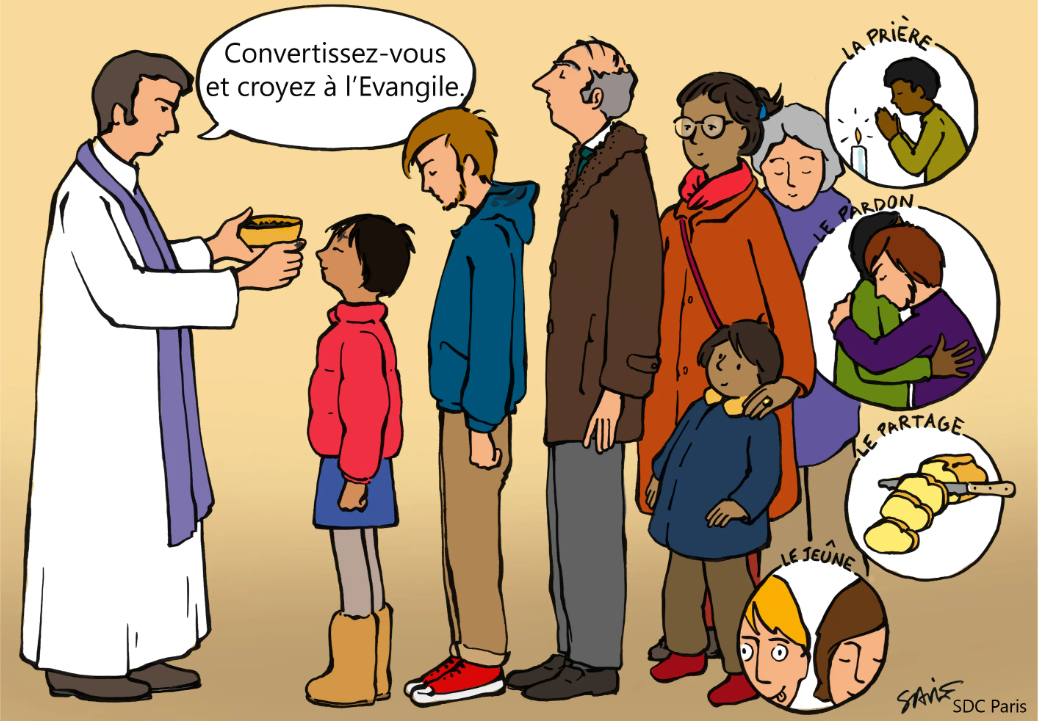 Convertissez-vous
et croyez à l'Evangile.
LA PRIÈRE
LE PARDON
LE PARTAGE
LE JEÛNE
SDC Paris